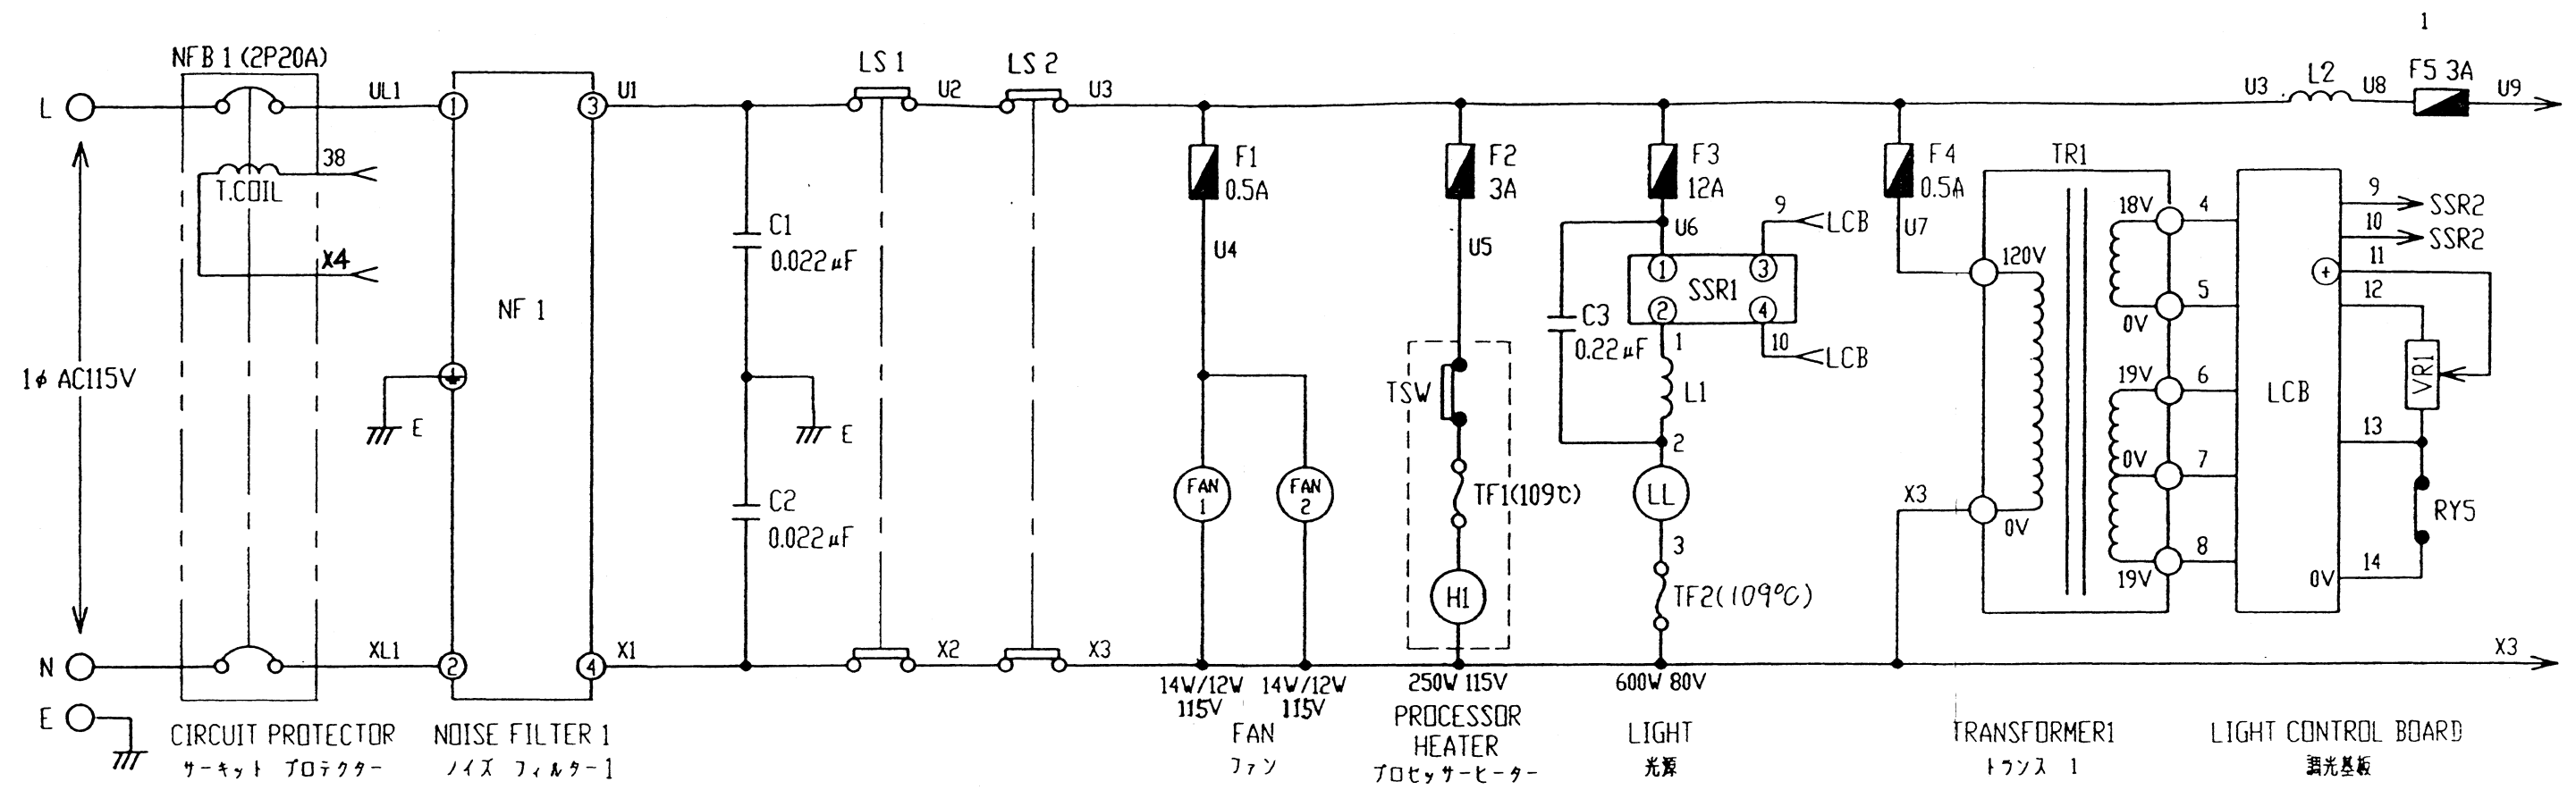 1
NFB 1 (2P20A)
LS 1
LS 2
L
UL1
1
3
U1
U2
U3
U3
L2
U8
F5 3A
U9
38
T.COIL
X4
F1
0.5A
F2
3A
F3
12A
F4
0.5A
TR1
C1
0.022μF
U4
U5
U6
9
LCB
U7
1
3
SSR1
2
4
C3
0.22μF
1
10
LCB
L1
2
120V
0V
X3
18V
4
0V
5
19V
6
0V
7
19V
8
LCB
9
SSR2
10
SSR2
+
11
12
VR1
13
RY5
0V
14
NF 1
1φ AC115V
E
E
C2
0.022μF
FAN
1
FAN
2
TSW
TF1(109℃)
H1
LL
3
TF2(109℃)
N
XL1
2
4
X1
X2
X3
X3
E
14W/12W
115V
14W/12W
115V
250W 115V
600W 80V
CIRCUIT PROTECTOR
サーキット プロテクター
NOISE FILTER 1
ノイズ フィルター1
FAN
ファン
PROCESSOR
HEATER
プロセッサーヒーター
LIGHT
光源
TRANSFORMER1
トランス 1
LIGHT CONTROL BOARD
調光基板